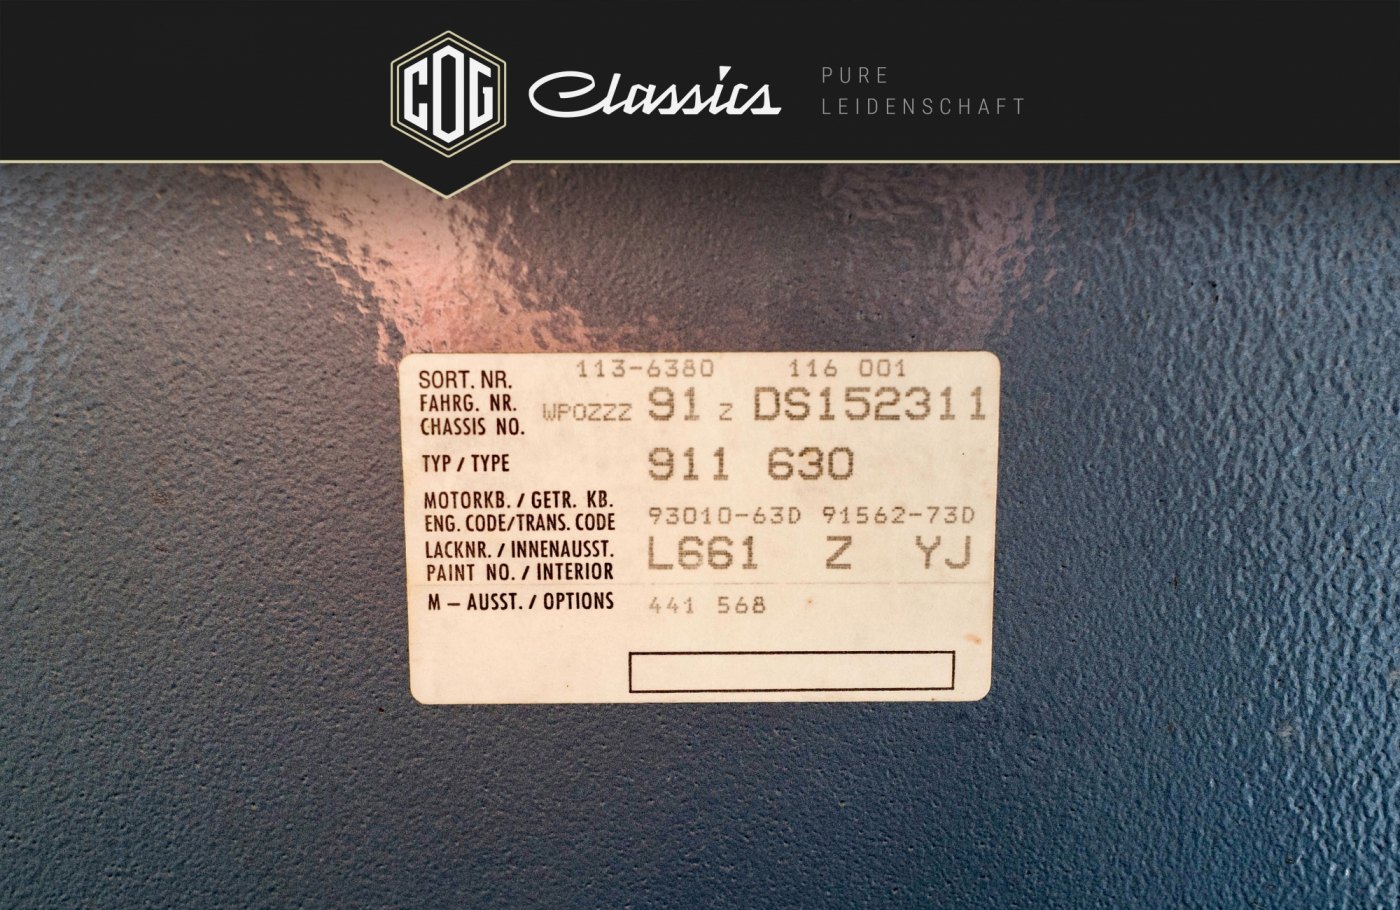 COG Classics
PURE
LEIDENSCHAFT
SORT. NR. 113-6380 116 001
FAHRG. NR.
CHASSIS NO. WPOZZZ 91 Z DS152311
TYP / TYPE 911 630
MOTORKB. / GETR. KB.
ENG. CODE/TRANS. CODE 93010-63D 91562-73D
LACKNR. / INNENAUSST.
PAINT NO. / INTERIOR L661 Z YJ
M – AUSST. / OPTIONS 441 568